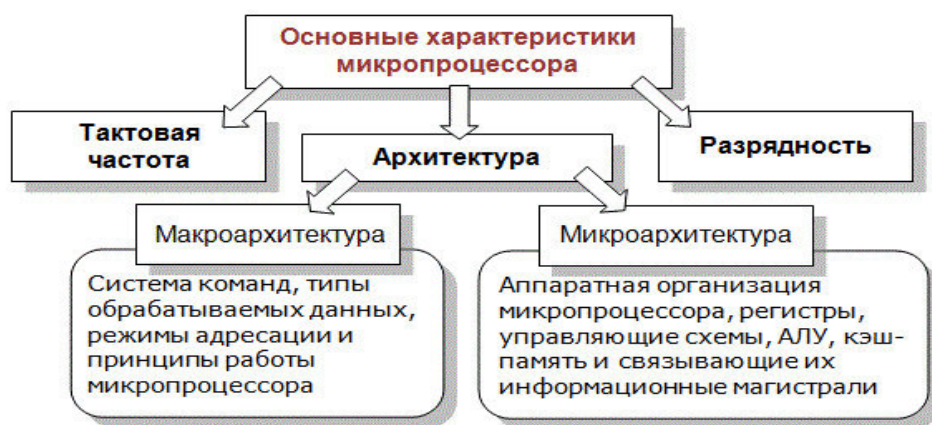 Основные характеристики
микропроцессора
Тактовая
частота
Архитектура
Разрядность
Макроархитектура
Система команд, типы
обрабатываемых данных,
режимы адресации и
принципы работы
микропроцессора
Микроархитектура
Аппаратная организация
микропроцессора, регистры,
управляющие схемы, АЛУ, кэш-
память и связывающие их
информационные магистрали